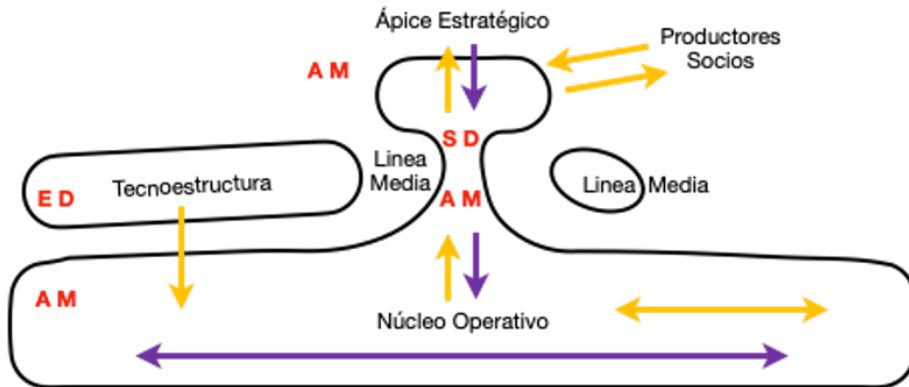 Ápice Estratégico
Productores
Socios
A M
S D
Linea
Media
Tecnoestructura
E D
Linea Media
A M
A M
Núcleo Operativo